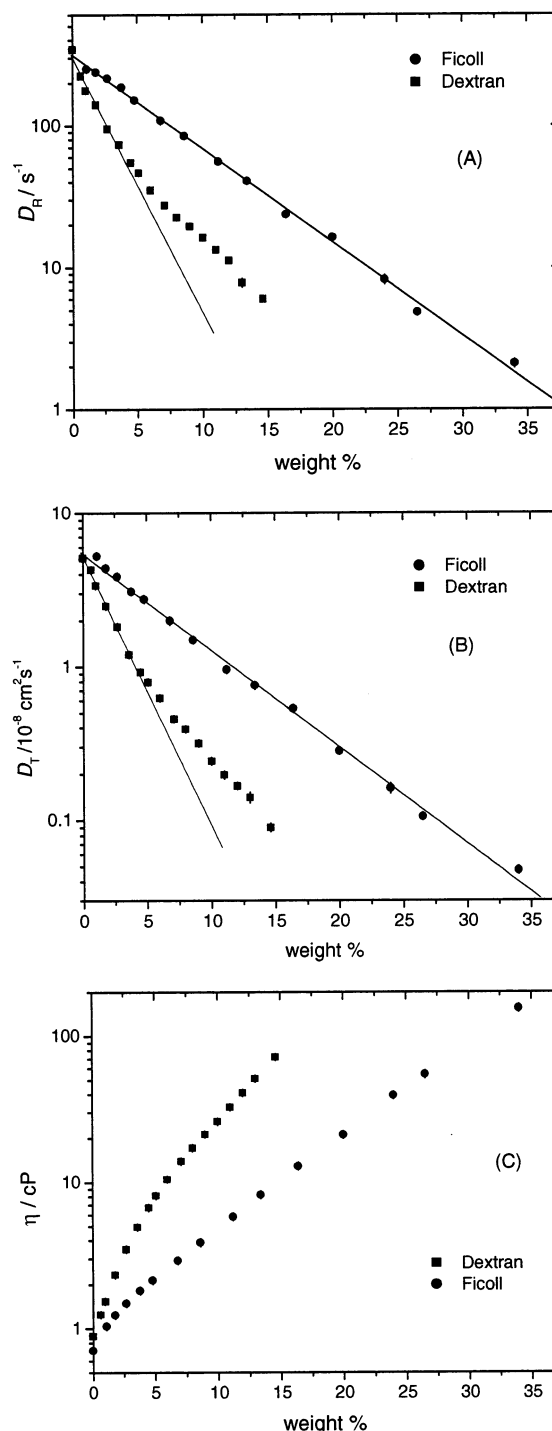 Ficoll
Dextran
(A)
100
10
1
D_R / s⁻¹
0 5 10 15 20 25 30 35
weight %
10
Ficoll
Dextran
(B)
1
0.1
D_T /10⁻⁸ cm²s⁻¹
0 5 10 15 20 25 30 35
weight %
100
10
1
η / cP
(C)
Dextran
Ficoll
0 5 10 15 20 25 30 35
weight %